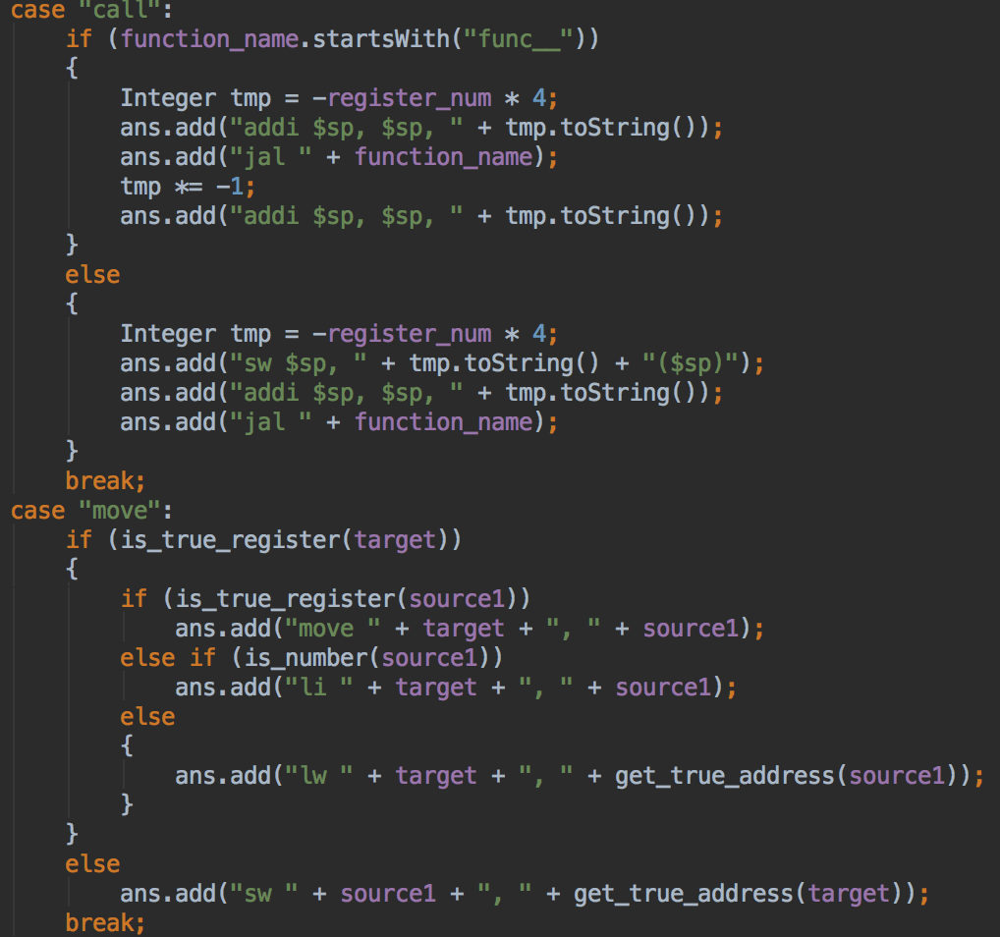 case "call":
    if (function_name.startsWith("func__"))
    {
        Integer tmp = -register_num * 4;
        ans.add("addi $sp, $sp, " + tmp.toString());
        ans.add("jal " + function_name);
        tmp *= -1;
        ans.add("addi $sp, $sp, " + tmp.toString());
    }
    else
    {
        Integer tmp = -register_num * 4;
        ans.add("sw $sp, " + tmp.toString() + "($sp)");
        ans.add("addi $sp, $sp, " + tmp.toString());
        ans.add("jal " + function_name);
    }
    break;
case "move":
    if (is_true_register(target))
    {
        if (is_true_register(source1))
            ans.add("move " + target + ", " + source1);
        else if (is_number(source1))
            ans.add("li " + target + ", " + source1);
        else
        {
            ans.add("lw " + target + ", " + get_true_address(source1));
        }
    }
    else
        ans.add("sw " + source1 + ", " + get_true_address(target));
    break;